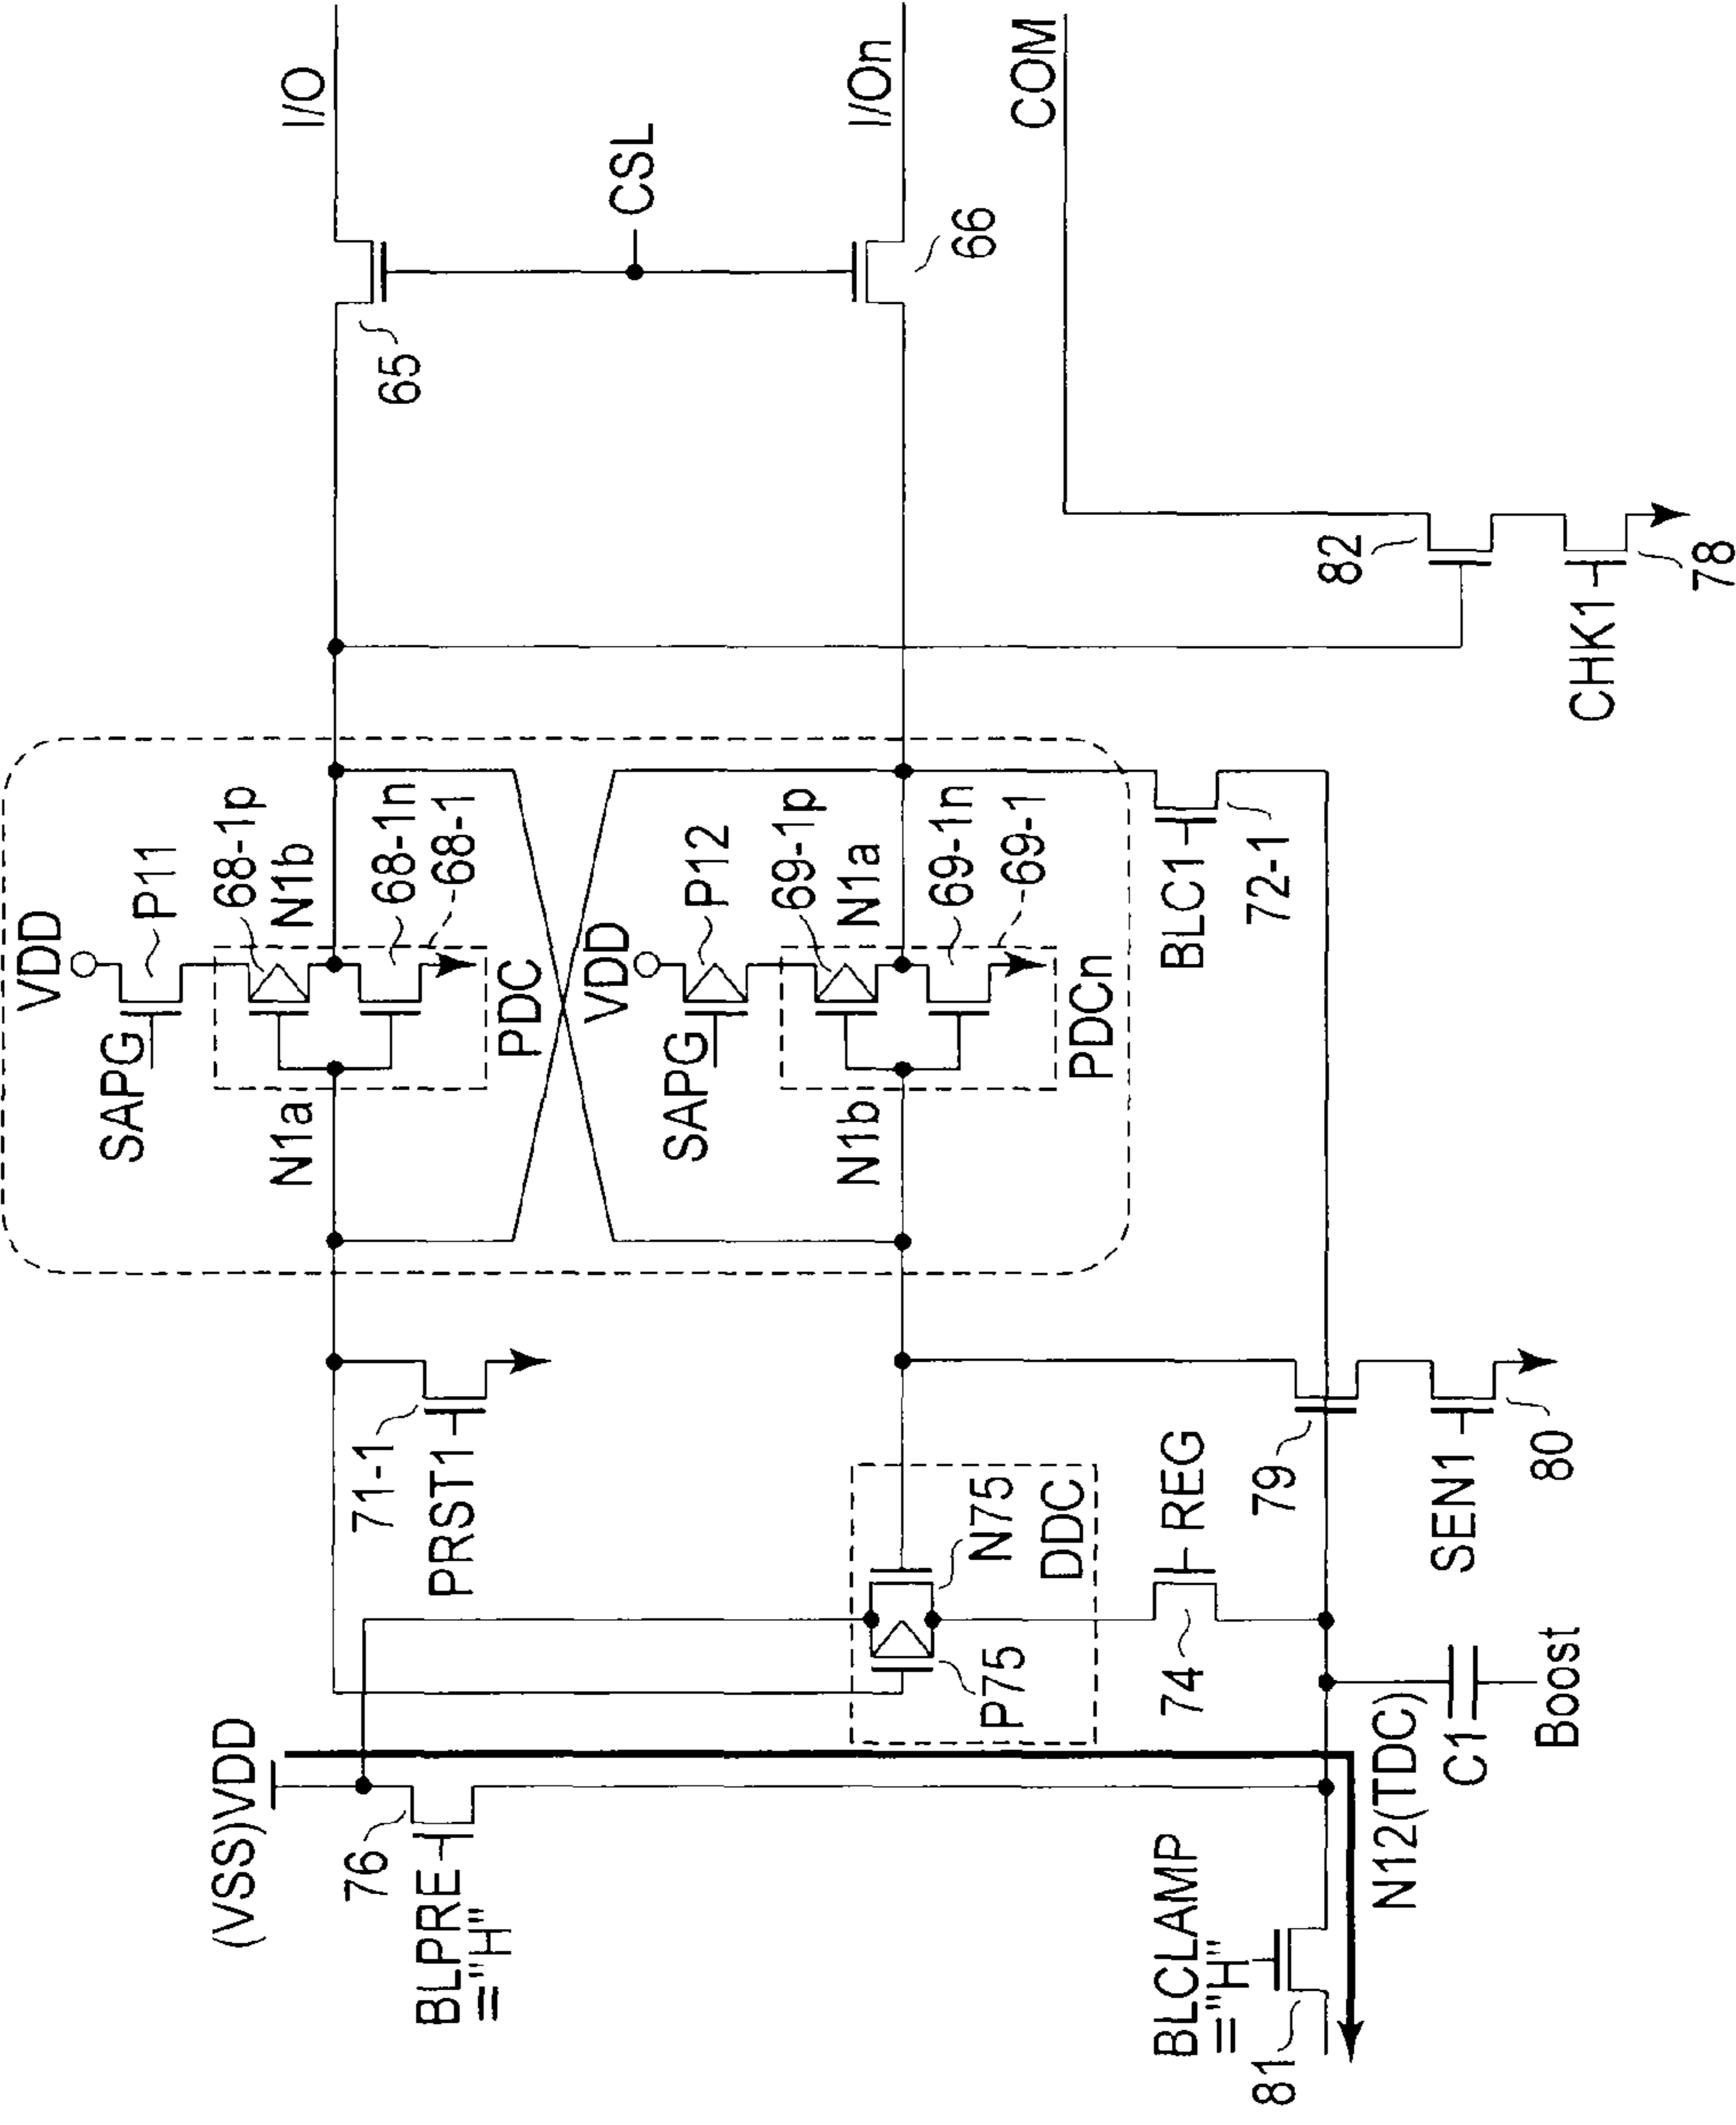 (VSS)VDD
76
BLPRE
="H"
BLCLAMP
="H"
81
N12(TDC)
C1
Boost
71-1
PRST1
P75
N75
DDC
74
REG
79
SEN1
80
VDD
SAPG
P11
68-1p
N1b
68-1n
68-1
N1a
PDC
VDD
SAPG
P12
69-1p
N1a
69-1n
69-1
N1b
PDCn
BLC1
72-1
65
66
CSL
I/O
I/On
COM
82
CHK1
78